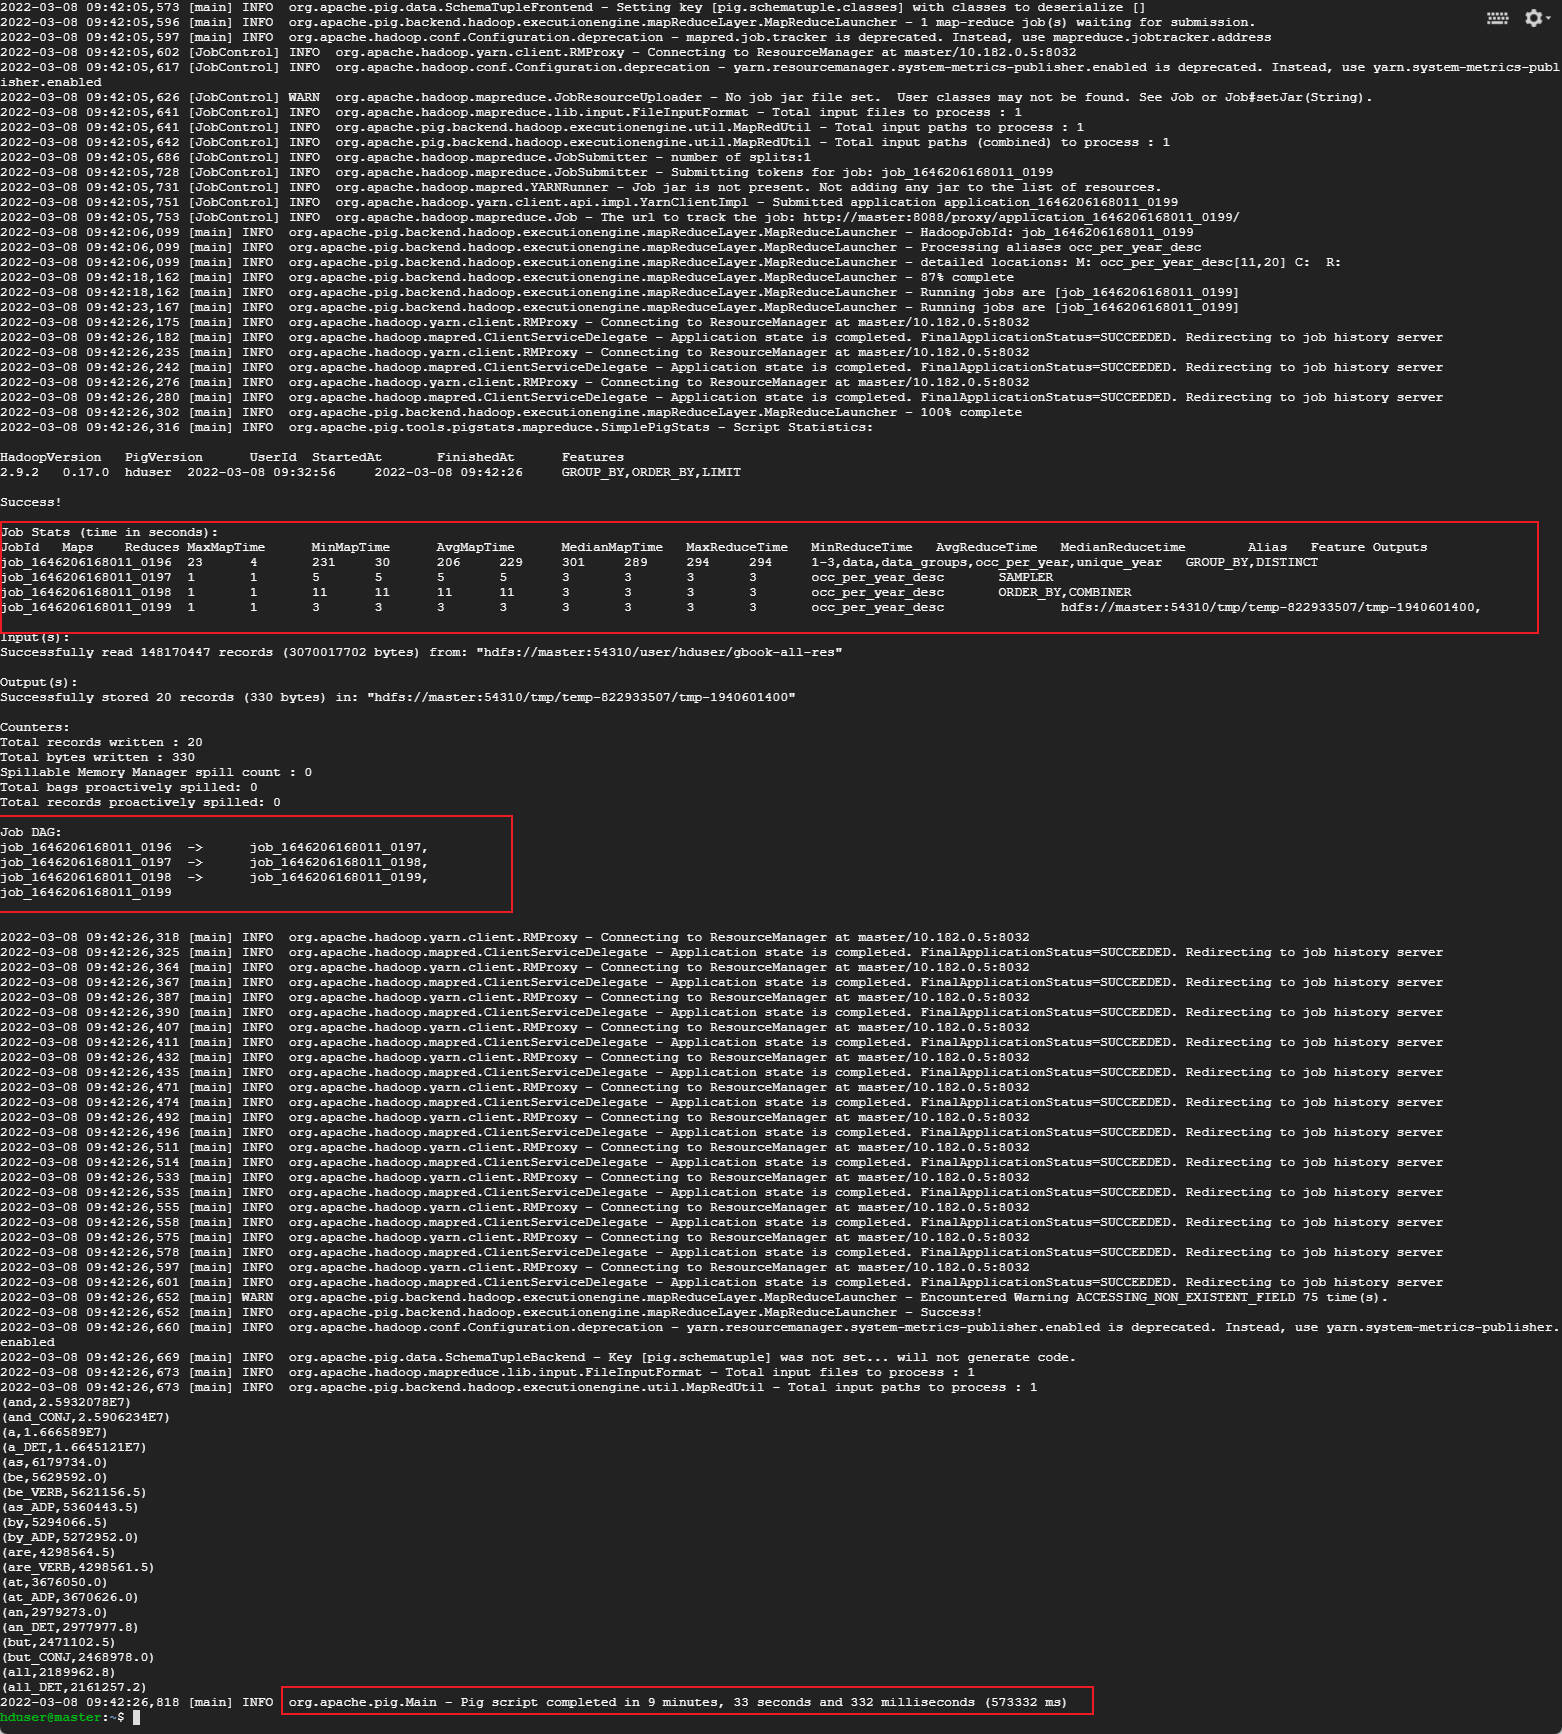 2022-03-08 09:42:05,573 [main] INFO  org.apache.pig.data.SchemaTupleFrontend - Setting key [pig.schematuple.classes] with classes to deserialize []
2022-03-08 09:42:05,596 [main] INFO  org.apache.pig.backend.hadoop.executionengine.mapReduceLayer.MapReduceLauncher - 1 map-reduce job(s) waiting for submission.
2022-03-08 09:42:05,597 [main] INFO  org.apache.hadoop.conf.Configuration.deprecation - mapred.job.tracker is deprecated. Instead, use mapreduce.jobtracker.address
2022-03-08 09:42:05,602 [JobControl] INFO  org.apache.hadoop.yarn.client.RMProxy - Connecting to ResourceManager at master/10.182.0.5:8032
2022-03-08 09:42:05,617 [JobControl] INFO  org.apache.hadoop.conf.Configuration.deprecation - yarn.resourcemanager.system-metrics-publisher.enabled is deprecated. Instead, use yarn.system-metrics-publ
isher.enabled
2022-03-08 09:42:05,626 [JobControl] WARN  org.apache.hadoop.mapreduce.JobResourceUploader - No job jar file set.  User classes may not be found. See Job or Job#setJar(String).
2022-03-08 09:42:05,641 [JobControl] INFO  org.apache.hadoop.mapreduce.lib.input.FileInputFormat - Total input files to process : 1
2022-03-08 09:42:05,641 [JobControl] INFO  org.apache.pig.backend.hadoop.executionengine.util.MapRedUtil - Total input paths to process : 1
2022-03-08 09:42:05,642 [JobControl] INFO  org.apache.pig.backend.hadoop.executionengine.util.MapRedUtil - Total input paths (combined) to process : 1
2022-03-08 09:42:05,686 [JobControl] INFO  org.apache.hadoop.mapreduce.JobSubmitter - number of splits:1
2022-03-08 09:42:05,728 [JobControl] INFO  org.apache.hadoop.mapreduce.JobSubmitter - Submitting tokens for job: job_1646206168011_0199
2022-03-08 09:42:05,731 [JobControl] INFO  org.apache.hadoop.mapred.YARNRunner - Job jar is not present. Not adding any jar to the list of resources.
2022-03-08 09:42:05,751 [JobControl] INFO  org.apache.hadoop.yarn.client.api.impl.YarnClientImpl - Submitted application application_1646206168011_0199
2022-03-08 09:42:05,753 [JobControl] INFO  org.apache.hadoop.mapreduce.Job - The url to track the job: http://master:8088/proxy/application_1646206168011_0199/
2022-03-08 09:42:06,099 [main] INFO  org.apache.pig.backend.hadoop.executionengine.mapReduceLayer.MapReduceLauncher - HadoopJobId: job_1646206168011_0199
2022-03-08 09:42:06,099 [main] INFO  org.apache.pig.backend.hadoop.executionengine.mapReduceLayer.MapReduceLauncher - Processing aliases occ_per_year_desc
2022-03-08 09:42:06,099 [main] INFO  org.apache.pig.backend.hadoop.executionengine.mapReduceLayer.MapReduceLauncher - detailed locations: M: occ_per_year_desc[11,20] C:  R:
2022-03-08 09:42:18,162 [main] INFO  org.apache.pig.backend.hadoop.executionengine.mapReduceLayer.MapReduceLauncher - 87% complete
2022-03-08 09:42:18,162 [main] INFO  org.apache.pig.backend.hadoop.executionengine.mapReduceLayer.MapReduceLauncher - Running jobs are [job_1646206168011_0199]
2022-03-08 09:42:23,167 [main] INFO  org.apache.pig.backend.hadoop.executionengine.mapReduceLayer.MapReduceLauncher - Running jobs are [job_1646206168011_0199]
2022-03-08 09:42:26,175 [main] INFO  org.apache.hadoop.yarn.client.RMProxy - Connecting to ResourceManager at master/10.182.0.5:8032
2022-03-08 09:42:26,182 [main] INFO  org.apache.hadoop.mapred.ClientServiceDelegate - Application state is completed. FinalApplicationStatus=SUCCEEDED. Redirecting to job history server
2022-03-08 09:42:26,235 [main] INFO  org.apache.hadoop.yarn.client.RMProxy - Connecting to ResourceManager at master/10.182.0.5:8032
2022-03-08 09:42:26,242 [main] INFO  org.apache.hadoop.mapred.ClientServiceDelegate - Application state is completed. FinalApplicationStatus=SUCCEEDED. Redirecting to job history server
2022-03-08 09:42:26,276 [main] INFO  org.apache.hadoop.yarn.client.RMProxy - Connecting to ResourceManager at master/10.182.0.5:8032
2022-03-08 09:42:26,280 [main] INFO  org.apache.hadoop.mapred.ClientServiceDelegate - Application state is completed. FinalApplicationStatus=SUCCEEDED. Redirecting to job history server
2022-03-08 09:42:26,302 [main] INFO  org.apache.pig.backend.hadoop.executionengine.mapReduceLayer.MapReduceLauncher - 100% complete
2022-03-08 09:42:26,316 [main] INFO  org.apache.pig.tools.pigstats.mapreduce.SimplePigStats - Script Statistics:
HadoopVersion   PigVersion      UserId  StartedAt       FinishedAt      Features
2.9.2   0.17.0  hduser  2022-03-08 09:32:56     2022-03-08 09:42:26     GROUP_BY,ORDER_BY,LIMIT
Success!
Job Stats (time in seconds):
JobId   Maps    Reduces MaxMapTime      MinMapTime      AvgMapTime      MedianMapTime   MaxReduceTime   MinReduceTime   AvgReduceTime   MedianReducetime        Alias   Feature Outputs
job_1646206168011_0196  23      4       231     30      206     229     301     289     294     294     1-3,data,data_groups,occ_per_year,unique_year   GROUP_BY,DISTINCT
job_1646206168011_0197  1       1       5       5       5       5       3       3       3       3       occ_per_year_desc       SAMPLER
job_1646206168011_0198  1       1       11      11      11      11      3       3       3       3       occ_per_year_desc       ORDER_BY,COMBINER
job_1646206168011_0199  1       1       3       3       3       3       3       3       3       3       occ_per_year_desc               hdfs://master:54310/tmp/temp-822933507/tmp-1940601400,
Input(s):
Successfully read 148170447 records (3070017702 bytes) from: "hdfs://master:54310/user/hduser/gbook-all-res"
Output(s):
Successfully stored 20 records (330 bytes) in: "hdfs://master:54310/tmp/temp-822933507/tmp-1940601400"
Counters:
Total records written : 20
Total bytes written : 330
Spillable Memory Manager spill count : 0
Total bags proactively spilled: 0
Total records proactively spilled: 0
Job DAG:
job_1646206168011_0196  ->      job_1646206168011_0197,
job_1646206168011_0197  ->      job_1646206168011_0198,
job_1646206168011_0198  ->      job_1646206168011_0199,
job_1646206168011_0199
2022-03-08 09:42:26,318 [main] INFO  org.apache.hadoop.yarn.client.RMProxy - Connecting to ResourceManager at master/10.182.0.5:8032
2022-03-08 09:42:26,325 [main] INFO  org.apache.hadoop.mapred.ClientServiceDelegate - Application state is completed. FinalApplicationStatus=SUCCEEDED. Redirecting to job history server
2022-03-08 09:42:26,364 [main] INFO  org.apache.hadoop.yarn.client.RMProxy - Connecting to ResourceManager at master/10.182.0.5:8032
2022-03-08 09:42:26,367 [main] INFO  org.apache.hadoop.mapred.ClientServiceDelegate - Application state is completed. FinalApplicationStatus=SUCCEEDED. Redirecting to job history server
2022-03-08 09:42:26,387 [main] INFO  org.apache.hadoop.yarn.client.RMProxy - Connecting to ResourceManager at master/10.182.0.5:8032
2022-03-08 09:42:26,390 [main] INFO  org.apache.hadoop.mapred.ClientServiceDelegate - Application state is completed. FinalApplicationStatus=SUCCEEDED. Redirecting to job history server
2022-03-08 09:42:26,407 [main] INFO  org.apache.hadoop.yarn.client.RMProxy - Connecting to ResourceManager at master/10.182.0.5:8032
2022-03-08 09:42:26,411 [main] INFO  org.apache.hadoop.mapred.ClientServiceDelegate - Application state is completed. FinalApplicationStatus=SUCCEEDED. Redirecting to job history server
2022-03-08 09:42:26,432 [main] INFO  org.apache.hadoop.yarn.client.RMProxy - Connecting to ResourceManager at master/10.182.0.5:8032
2022-03-08 09:42:26,435 [main] INFO  org.apache.hadoop.mapred.ClientServiceDelegate - Application state is completed. FinalApplicationStatus=SUCCEEDED. Redirecting to job history server
2022-03-08 09:42:26,471 [main] INFO  org.apache.hadoop.yarn.client.RMProxy - Connecting to ResourceManager at master/10.182.0.5:8032
2022-03-08 09:42:26,474 [main] INFO  org.apache.hadoop.mapred.ClientServiceDelegate - Application state is completed. FinalApplicationStatus=SUCCEEDED. Redirecting to job history server
2022-03-08 09:42:26,492 [main] INFO  org.apache.hadoop.yarn.client.RMProxy - Connecting to ResourceManager at master/10.182.0.5:8032
2022-03-08 09:42:26,496 [main] INFO  org.apache.hadoop.mapred.ClientServiceDelegate - Application state is completed. FinalApplicationStatus=SUCCEEDED. Redirecting to job history server
2022-03-08 09:42:26,511 [main] INFO  org.apache.hadoop.yarn.client.RMProxy - Connecting to ResourceManager at master/10.182.0.5:8032
2022-03-08 09:42:26,514 [main] INFO  org.apache.hadoop.mapred.ClientServiceDelegate - Application state is completed. FinalApplicationStatus=SUCCEEDED. Redirecting to job history server
2022-03-08 09:42:26,533 [main] INFO  org.apache.hadoop.yarn.client.RMProxy - Connecting to ResourceManager at master/10.182.0.5:8032
2022-03-08 09:42:26,535 [main] INFO  org.apache.hadoop.mapred.ClientServiceDelegate - Application state is completed. FinalApplicationStatus=SUCCEEDED. Redirecting to job history server
2022-03-08 09:42:26,555 [main] INFO  org.apache.hadoop.yarn.client.RMProxy - Connecting to ResourceManager at master/10.182.0.5:8032
2022-03-08 09:42:26,558 [main] INFO  org.apache.hadoop.mapred.ClientServiceDelegate - Application state is completed. FinalApplicationStatus=SUCCEEDED. Redirecting to job history server
2022-03-08 09:42:26,575 [main] INFO  org.apache.hadoop.yarn.client.RMProxy - Connecting to ResourceManager at master/10.182.0.5:8032
2022-03-08 09:42:26,578 [main] INFO  org.apache.hadoop.mapred.ClientServiceDelegate - Application state is completed. FinalApplicationStatus=SUCCEEDED. Redirecting to job history server
2022-03-08 09:42:26,597 [main] INFO  org.apache.hadoop.yarn.client.RMProxy - Connecting to ResourceManager at master/10.182.0.5:8032
2022-03-08 09:42:26,601 [main] INFO  org.apache.hadoop.mapred.ClientServiceDelegate - Application state is completed. FinalApplicationStatus=SUCCEEDED. Redirecting to job history server
2022-03-08 09:42:26,652 [main] WARN  org.apache.pig.backend.hadoop.executionengine.mapReduceLayer.MapReduceLauncher - Encountered Warning ACCESSING_NON_EXISTENT_FIELD 75 time(s).
2022-03-08 09:42:26,652 [main] INFO  org.apache.pig.backend.hadoop.executionengine.mapReduceLayer.MapReduceLauncher - Success!
2022-03-08 09:42:26,660 [main] INFO  org.apache.hadoop.conf.Configuration.deprecation - yarn.resourcemanager.system-metrics-publisher.enabled is deprecated. Instead, use yarn.system-metrics-publisher.
enabled
2022-03-08 09:42:26,669 [main] INFO  org.apache.pig.data.SchemaTupleBackend - Key [pig.schematuple] was not set... will not generate code.
2022-03-08 09:42:26,673 [main] INFO  org.apache.hadoop.mapreduce.lib.input.FileInputFormat - Total input files to process : 1
2022-03-08 09:42:26,673 [main] INFO  org.apache.pig.backend.hadoop.executionengine.util.MapRedUtil - Total input paths to process : 1
(and,2.5932078E7)
(and_CONJ,2.5906234E7)
(a,1.666589E7)
(a_DET,1.6645121E7)
(as,6179734.0)
(be,5629592.0)
(be_VERB,5621156.5)
(as_ADP,5360443.5)
(by,5294066.5)
(by_ADP,5272952.0)
(are,4298564.5)
(are_VERB,4298561.5)
(at,3676050.0)
(at_ADP,3670626.0)
(an,2979273.0)
(an_DET,2977977.8)
(but,2471102.5)
(but_CONJ,2468978.0)
(all,2189962.8)
(all_DET,2161257.2)
2022-03-08 09:42:26,818 [main] INFO  org.apache.pig.Main - Pig script completed in 9 minutes, 33 seconds and 332 milliseconds (573332 ms)
hduser@master:~$